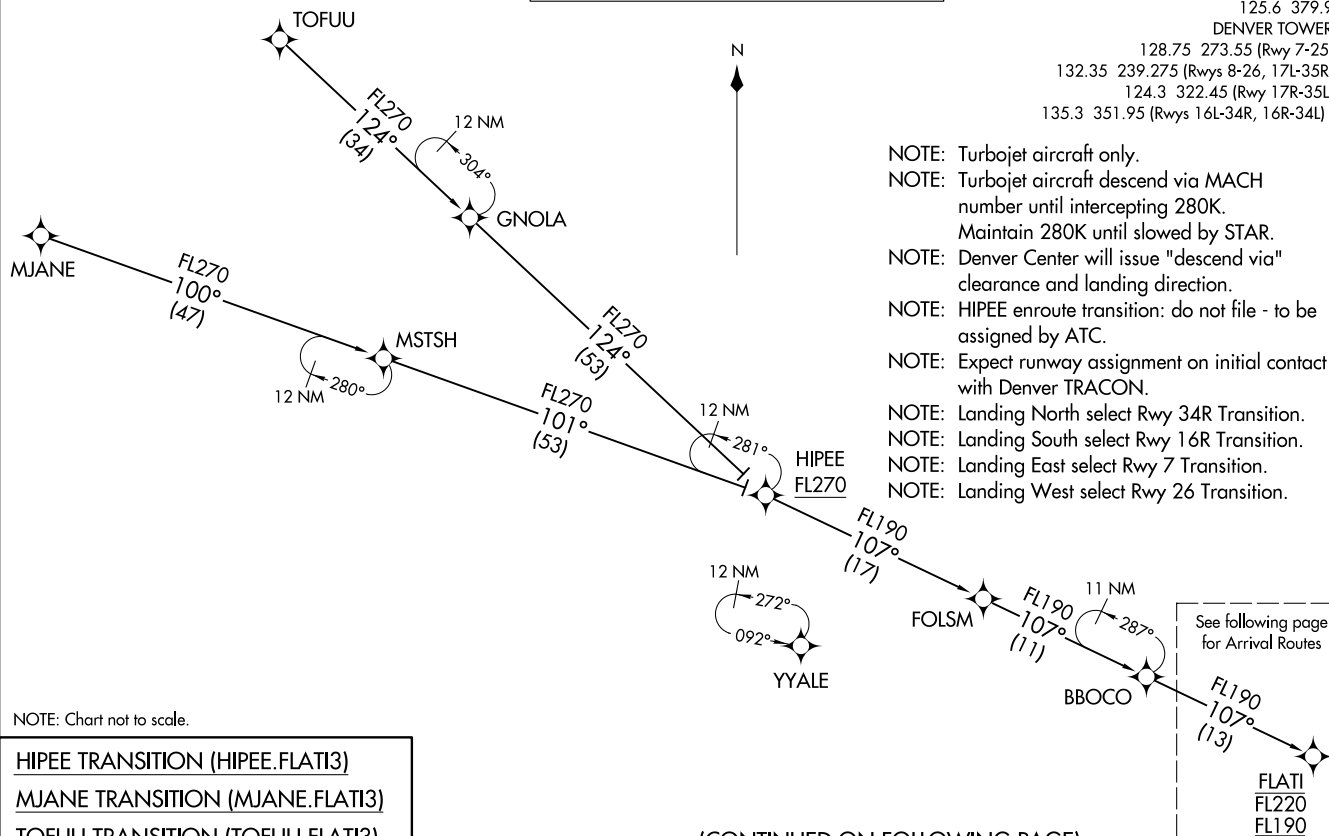 125.6 379.9
DENVER TOWER
128.75 273.55 (Rwy 7-25
132.35 239.275 (Rwys 8-26, 17L-35R
124.3 322.45 (Rwy 17R-35L
135.3 351.95 (Rwys 16L-34R, 16R-34L)
TOFUU
N
FL270
124°
(34)
12 NM
304°
GNOLA
NOTE: Turbojet aircraft only.
NOTE: Turbojet aircraft descend via MACH
number until intercepting 280K.
Maintain 280K until slowed by STAR.
NOTE: Denver Center will issue "descend via"
clearance and landing direction.
NOTE: HIPEE enroute transition: do not file - to be
assigned by ATC.
NOTE: Expect runway assignment on initial contact
with Denver TRACON.
NOTE: Landing North select Rwy 34R Transition.
NOTE: Landing South select Rwy 16R Transition.
NOTE: Landing East select Rwy 7 Transition.
NOTE: Landing West select Rwy 26 Transition.
MJANE
FL270
100°
(47)
MSTSH
12 NM
280°
FL270
124°
(53)
FL270
101°
(53)
12 NM
281°
HIPEE
FL270
FL190
107°
(17)
12 NM
272°
092°
YYALE
FOLSM
FL190
107°
(11)
11 NM
287°
BBOCO
See following page
for Arrival Routes
FL190
107°
(13)
FLATI
FL220
FL190
NOTE: Chart not to scale.
HIPEE TRANSITION (HIPEE.FLATI3)
MJANE TRANSITION (MJANE.FLATI3)
TOFUU TRANSITION (TOFUU.FLATI3)
(CONTINUED ON FOLLOWING PAGE)